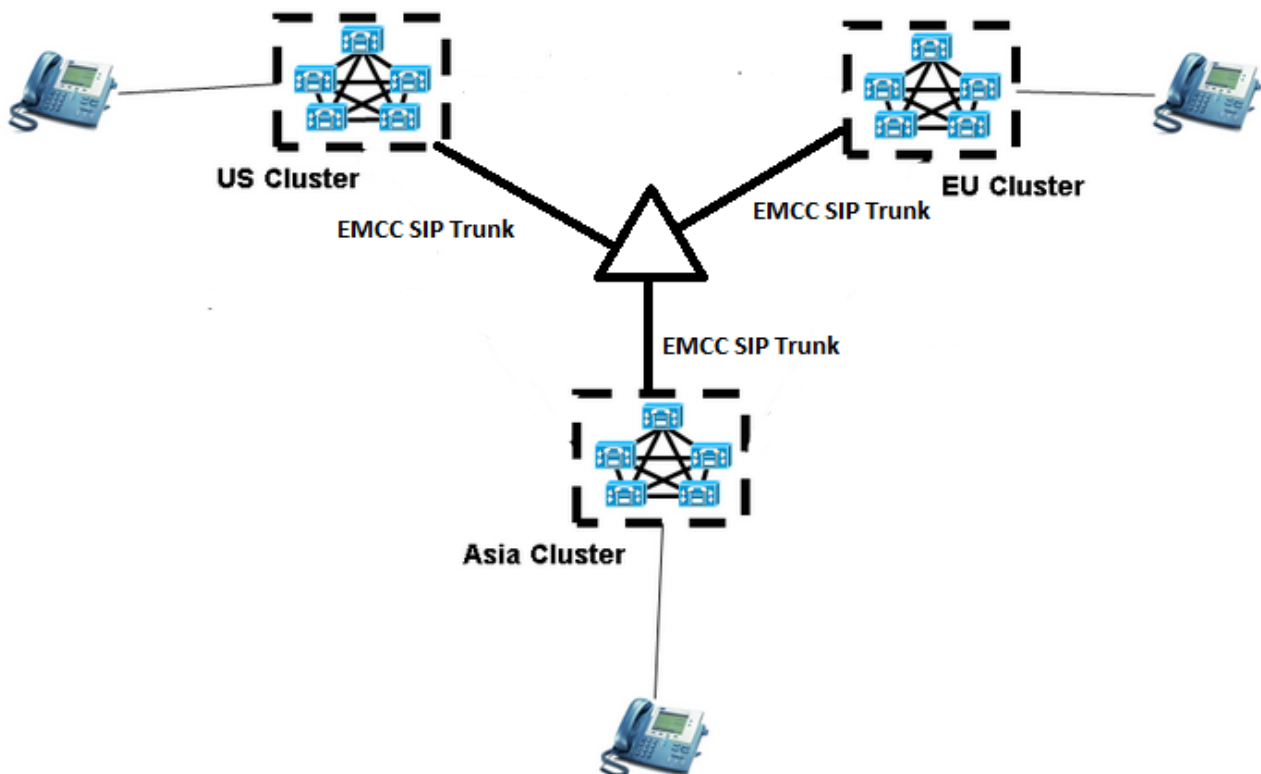 US Cluster
EU Cluster
EMCC SIP Trunk
EMCC SIP Trunk
EMCC SIP Trunk
Asia Cluster